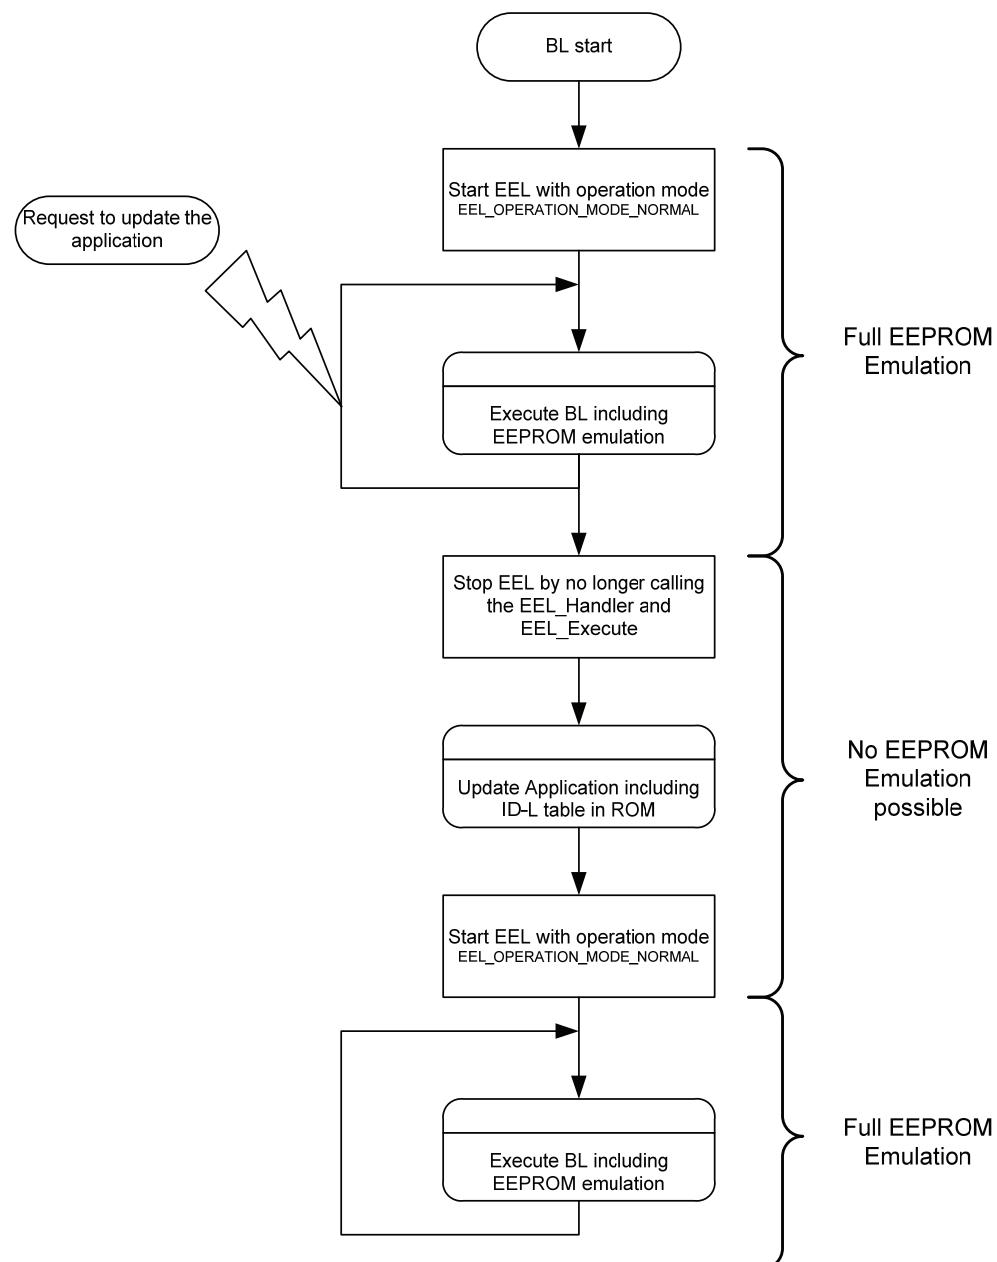 BL start
Start EEL with operation mode
EEL_OPERATION_MODE_NORMAL
Request to update the
application
Full EEPROM
Emulation
Execute BL including
EEPROM emulation
Stop EEL by no longer calling
the EEL_Handler and
EEL_Execute
No EEPROM
Emulation
possible
Update Application including
ID-L table in ROM
Start EEL with operation mode
EEL_OPERATION_MODE_NORMAL
Full EEPROM
Emulation
Execute BL including
EEPROM emulation